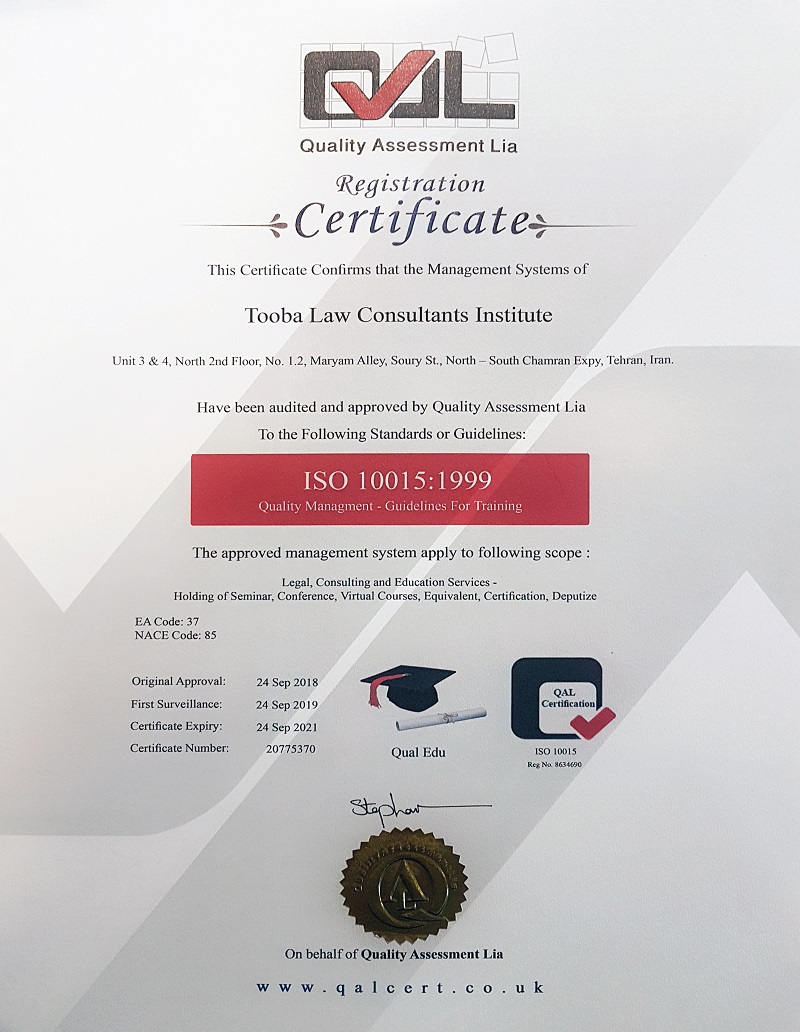 QAL
Quality Assessment Lia
Registration
Certificate
This Certificate Confirms that the Management Systems of
Tooba Law Consultants Institute
Unit 3 & 4, North 2nd Floor, No. 1.2, Maryam Alley, Soury St., North – South Chamran Expy, Tehran, Iran.
Have been audited and approved by Quality Assessment Lia
To the Following Standards or Guidelines:
ISO 10015:1999
Quality Managment - Guidelines For Training
The approved management system apply to following scope :
Legal, Consulting and Education Services -
Holding of Seminar, Conference, Virtual Courses, Equivalent, Certification, Deputize
EA Code: 37
NACE Code: 85
Original Approval: 24 Sep 2018
First Surveillance: 24 Sep 2019
Certificate Expiry: 24 Sep 2021
Certificate Number: 20775370
Qual Edu
QAL
Certification
ISO 10015
Reg No. 8634690
On behalf of Quality Assessment Lia
www.qalcert.co.uk